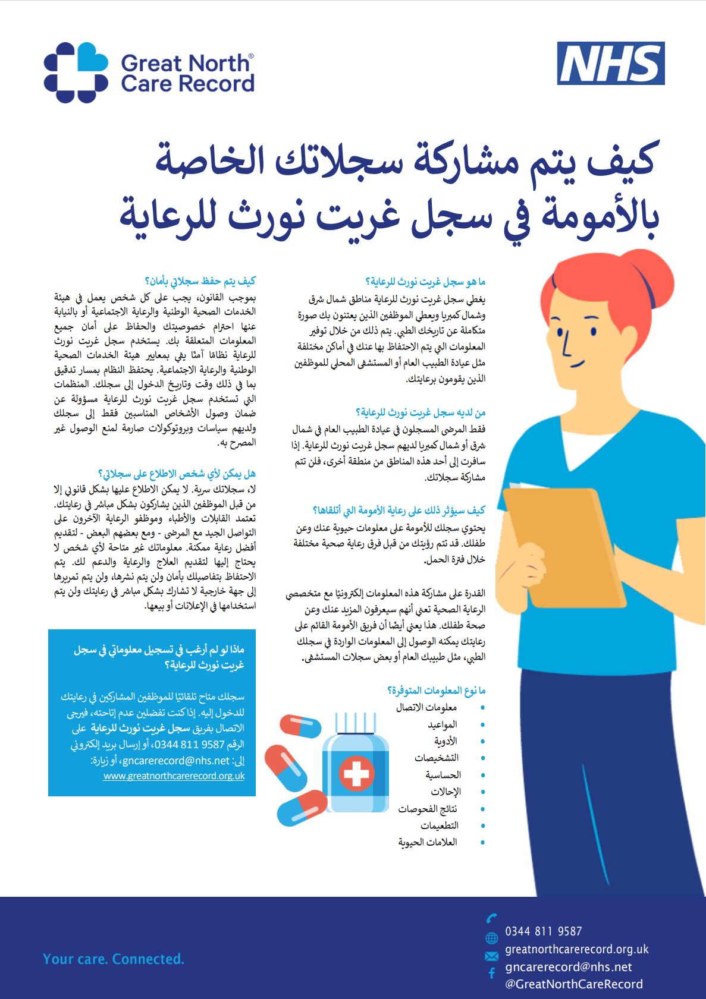 Great North®
Care Record
NHS
كيف يتم مشاركة سجلاتك الخاصة
بالأمومة في سجل غريت نورث للرعاية
ما هو سجل غريت نورث للرعاية؟
يغطي سجل غريت نورث للرعاية مناطق شمال شرق
وشمال كمبريا ويعطي الموظفين الذين يعتنون بك صورة
متكاملة عن تاريخك الطبي. يتم ذلك من خلال توفير
المعلومات التي يتم الاحتفاظ بها عنك في أماكن مختلفة
مثل عيادة الطبيب العام أو المستشفى المحلي للموظفين
الذين يقومون برعايتك.
من لديه سجل غريت نورث للرعاية؟
فقط المرضى المسجلون في عيادة الطبيب العام في شمال
شرق أو شمال كمبريا لديهم سجل غريت نورث للرعاية. إذا
سافرت إلى أحد هذه المناطق من منطقة أخرى، فلن تتم
مشاركة سجلاتك.
كيف سيؤثر ذلك على رعاية الأمومة التي أتلقاها؟
يحتوي سجلك للأمومة على معلومات حيوية عنك وعن
طفلك. قد تتم رؤيتك من قبل فرق رعاية صحية مختلفة
خلال فترة الحمل.
القدرة على مشاركة هذه المعلومات إلكترونيًا مع متخصصي
الرعاية الصحية تعني أنهم سيعرفون المزيد عنك وعن
صحة طفلك. هذا يعني أيضًا أن فريق الأمومة القائم على
رعايتك يمكنه الوصول إلى المعلومات الواردة في سجلك
الطبي، مثل طبيبك العام أو بعض سجلات المستشفى.
ما نوع المعلومات المتوفرة؟
• معلومات الاتصال
• المواعيد
• الأدوية
• التشخيصات
• الحساسية
• الإحالات
• نتائج الفحوصات
• التطعيمات
• العلامات الحيوية
كيف يتم حفظ سجلاتي بأمان؟
بموجب القانون، يجب على كل شخص يعمل في هيئة
الخدمات الصحية الوطنية والرعاية الاجتماعية أو بالنيابة
عنها احترام خصوصيتك والحفاظ على أمان جميع
المعلومات المتعلقة بك. يستخدم سجل غريت نورث
للرعاية نظامًا آمنًا يفي بمعايير هيئة الخدمات الصحية
الوطنية والرعاية الاجتماعية. يحتفظ النظام بمسار تدقيق
بما في ذلك وقت وتاريخ الدخول إلى سجلك. المنظمات
التي تستخدم سجل غريت نورث للرعاية مسؤولة عن
ضمان وصول الأشخاص المناسبين فقط إلى سجلك
ولديهم سياسات وبروتوكولات صارمة لمنع الوصول غير
المصرح به.
هل يمكن لأي شخص الاطلاع على سجلاتي؟
لا، سجلاتك سرية. لا يمكن الاطلاع عليها بشكل قانوني إلا
من قبل الموظفين الذين يشاركون بشكل مباشر في رعايتك.
تعتمد القابلات والأطباء وموظفو الرعاية الآخرون على
التواصل الجيد مع المرضى - ومع بعضهم البعض - لتقديم
أفضل رعاية ممكنة. معلوماتك غير متاحة لأي شخص لا
يحتاج إليها لتقديم العلاج والرعاية والدعم لك. يتم
الاحتفاظ بتفاصيلك بأمان ولن يتم نشرها، ولن يتم تمريرها
إلى جهة خارجية لا تشارك بشكل مباشر في رعايتك ولن يتم
استخدامها في الإعلانات أو بيعها.
ماذا لو لم أرغب في تسجيل معلوماتي في سجل
غريت نورث للرعاية؟
سجلك متاح تلقائيًا للموظفين المشاركين في رعايتك
للدخول إليه. إذا كنت تفضلين عدم إتاحته، فيرجى
الاتصال بفريق سجل غريت نورث للرعاية على
الرقم 9587 811 0344، أو إرسال بريد إلكتروني
إلى: gncarerecord@nhs.net، أو زيارة:
www.greatnorthcarerecord.org.uk
Your care. Connected.
0344 811 9587
greatnorthcarerecord.org.uk
gncarerecord@nhs.net
@GreatNorthCareRecord